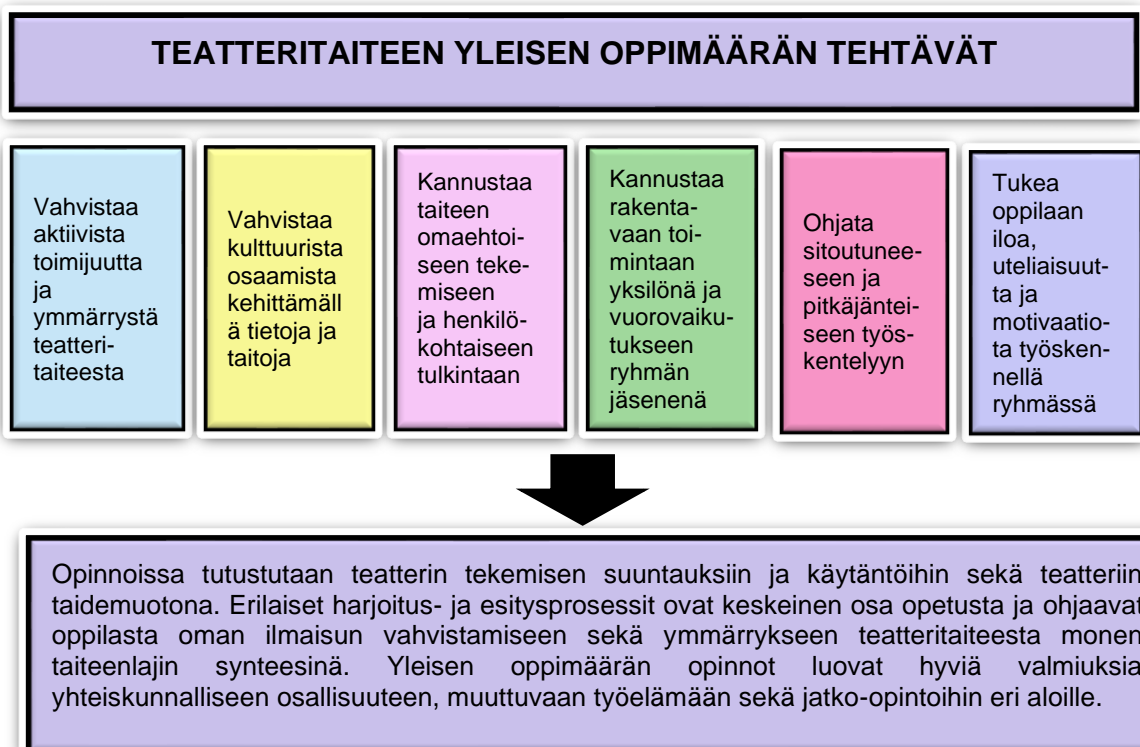 TEATTERITAITEEN YLEISEN OPPIMÄÄRÄN TEHTÄVÄT
Vahvistaa
aktiivista
toimijuutta
ja
ymmärrystä
teatteri-
taiteesta
Vahvistaa
kulttuurista
osaamista
kehittämäll
ä tietoja ja
taitoja
Kannustaa
taiteen
omaehtoi-
seen teke-
miseen
ja henkilö-
kohtaiseen
tulkintaan
Kannustaa
rakenta-
vaan toi-
mintaan
yksilönä ja
vuorovaiku-
tukseen
ryhmän
jäsenenä
Ohjata
sitoutunee-
seen ja
pitkäjäntei-
seen työs-
kentelyyn
Tukea
oppilaan
iloa,
uteliaisuut-
ta ja
motivaatio-
ta työsken-
nellä
ryhmässä
Opinnoissa tutustutaan teatterin tekemisen suuntauksiin ja käytäntöihin sekä teatteriin
taidemuotona. Erilaiset harjoitus- ja esitysprosessit ovat keskeinen osa opetusta ja ohjaavat
oppilasta oman ilmaisun vahvistamiseen sekä ymmärrykseen teatteritaiteesta monen
taiteenlajin synteesinä. Yleisen oppimäärän opinnot luovat hyviä valmiuksia
yhteiskunnalliseen osallisuuteen, muuttuvaan työelämään sekä jatko-opintoihin eri aloille.